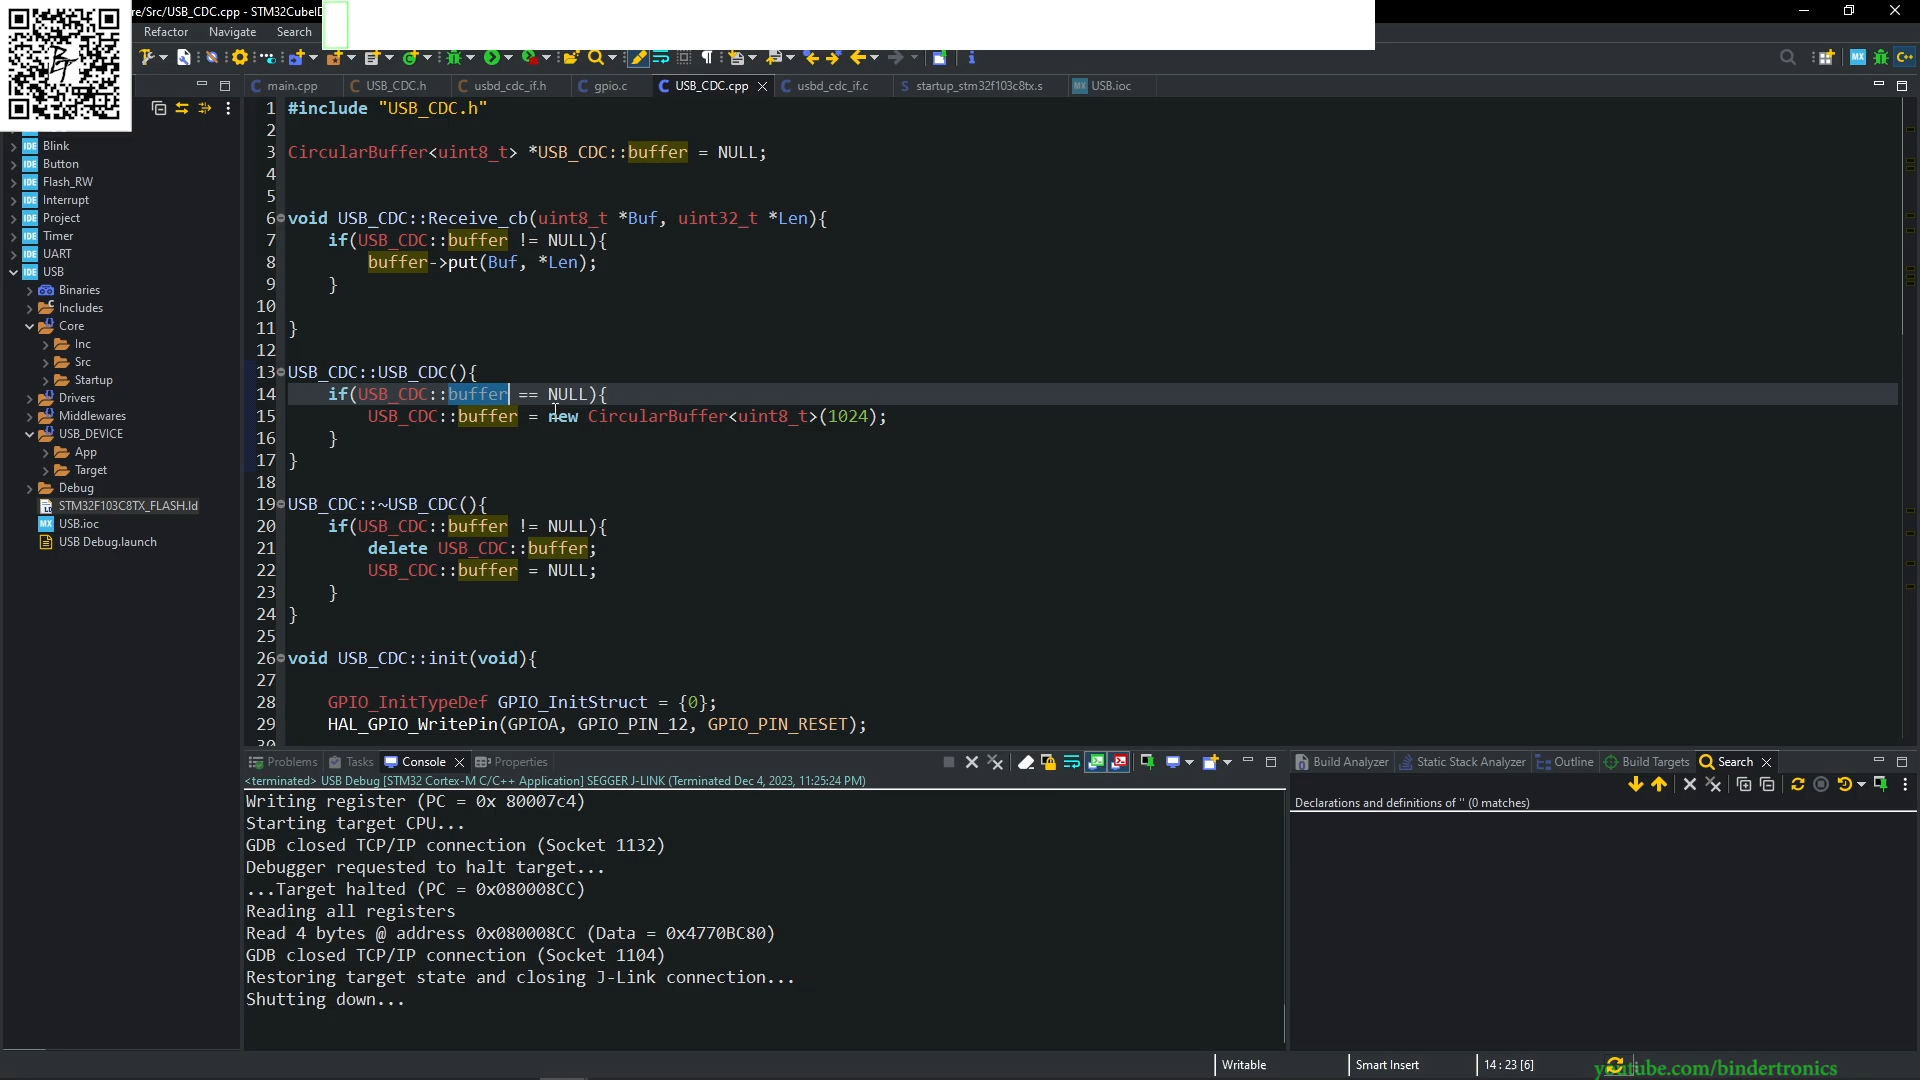 re/Src/USB_CDC.cpp - STM32CubeID
Refactor Navigate Search
main.cpp USB_CDC.h usbd_cdc_if.h gpio.c USB_CDC.cpp usbd_cdc_if.c startup_stm32f103c8tx.s USB.ioc
Blink
Button
Flash_RW
Interrupt
Project
Timer
UART
USB
Binaries
Includes
Core
Inc
Src
Startup
Drivers
Middlewares
USB_DEVICE
App
Target
Debug
STM32F103C8TX_FLASH.ld
USB.ioc
USB Debug.launch
1 #include "USB_CDC.h"
2
3 CircularBuffer<uint8_t> *USB_CDC::buffer = NULL;
4
5
6 void USB_CDC::Receive_cb(uint8_t *Buf, uint32_t *Len){
7 if(USB_CDC::buffer != NULL){
8 buffer->put(Buf, *Len);
9 }
10
11 }
12
13 USB_CDC::USB_CDC(){
14 if(USB_CDC::buffer == NULL){
15 USB_CDC::buffer = new CircularBuffer<uint8_t>(1024);
16 }
17 }
18
19 USB_CDC::~USB_CDC(){
20 if(USB_CDC::buffer != NULL){
21 delete USB_CDC::buffer;
22 USB_CDC::buffer = NULL;
23 }
24 }
25
26 void USB_CDC::init(void){
27
28 GPIO_InitTypeDef GPIO_InitStruct = {0};
29 HAL_GPIO_WritePin(GPIOA, GPIO_PIN_12, GPIO_PIN_RESET);
30
Problems Tasks Console Properties
<terminated> USB Debug [STM32 Cortex-M C/C++ Application] SEGGER J-LINK (Terminated Dec 4, 2023, 11:25:24 PM)
Writing register (PC = 0x 80007c4)
Starting target CPU...
GDB closed TCP/IP connection (Socket 1132)
Debugger requested to halt target...
...Target halted (PC = 0x080008CC)
Reading all registers
Read 4 bytes @ address 0x080008CC (Data = 0x4770BC80)
GDB closed TCP/IP connection (Socket 1104)
Restoring target state and closing J-Link connection...
Shutting down...
Build Analyzer Static Stack Analyzer Outline Build Targets Search
Declarations and definitions of '' (0 matches)
Writable Smart Insert 14 : 23 [6]
youtube.com/bindertronics